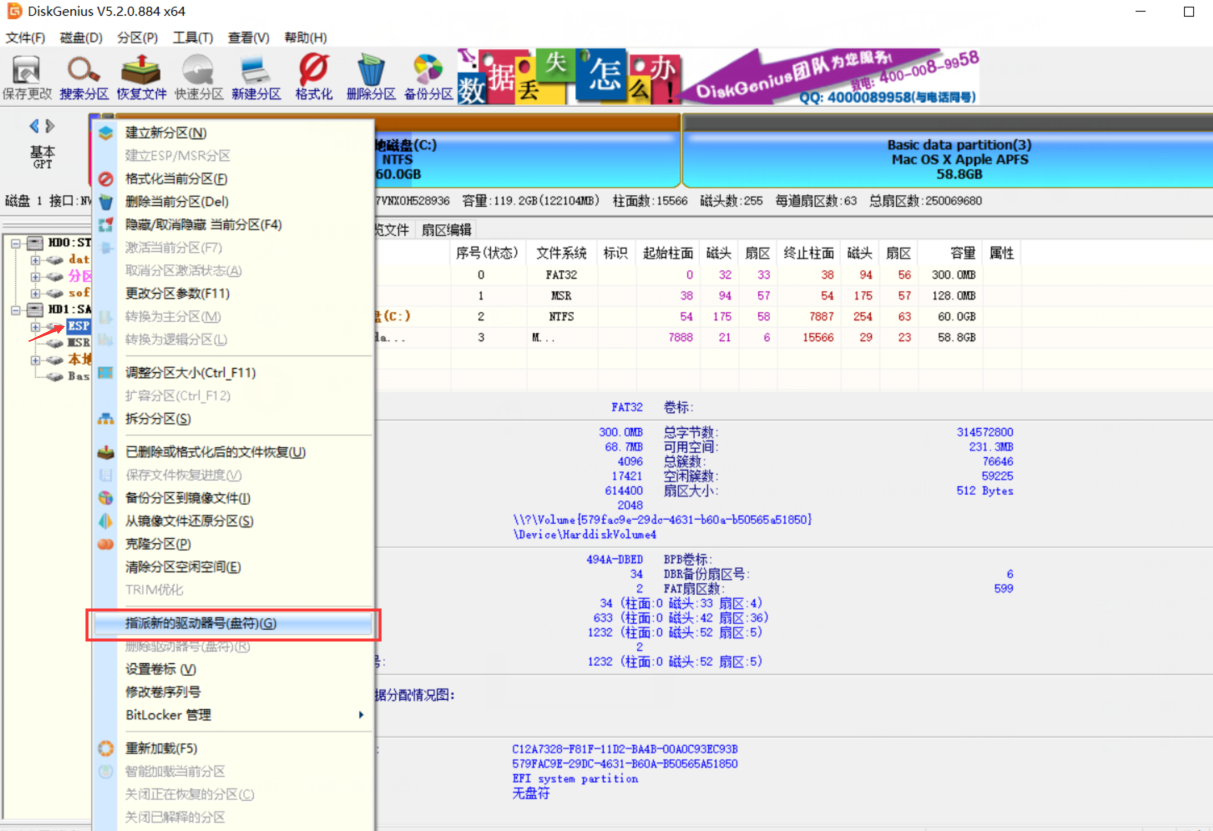 DiskGenius V5.2.0.884 x64
文件(F) 磁盘(D) 分区(P) 工具(T) 查看(V) 帮助(H)
保存更改 搜索分区 恢复文件 快速分区 新建分区 格式化 删除分区 备份分区
数据丢失怎么办!
DiskGenius团队为您服务!
致电: 400-008-9958
QQ: 4000089958(与电话同号)
基本
GPT
地磁盘(C:)
NTFS
60.0GB
Basic data partition(3)
Mac OS X Apple APFS
58.8GB
磁盘 1 接口:NV
7VNX0H528936 容量:119.2GB(122104MB) 柱面数:15566 磁头数:255 每道扇区数:63 总扇区数:250069680
HD0:ST
dat
分区
sof
HD1:SA
ESP
MSR
本地
Bas
建立新分区(N)
建立ESP/MSR分区
格式化当前分区(F)
删除当前分区(Del)
隐藏/取消隐藏 当前分区(F4)
激活当前分区(F7)
取消分区激活状态(A)
更改分区参数(F11)
转换为主分区(M)
转换为逻辑分区(L)
调整分区大小(Ctrl_F11)
扩容分区(Ctrl_F12)
拆分分区(S)
已删除或格式化后的文件恢复(U)
保存文件恢复进度(V)
备份分区到镜像文件(I)
从镜像文件还原分区(S)
克隆分区(P)
清除分区空闲空间(E)
TRIM优化
指派新的驱动器号(盘符)(G)
删除驱动器号(盘符)(R)
设置卷标 (V)
修改卷序列号
BitLocker 管理
重新加载(F5)
智能加载当前分区
关闭正在恢复的分区(C)
关闭已解释的分区
览文件 扇区编辑
序号(状态) 文件系统 标识 起始柱面 磁头 扇区 终止柱面 磁头 扇区 容量 属性
0 FAT32 0 32 33 38 94 56 300.0MB
1 MSR 38 94 57 54 175 57 128.0MB
盘(C:) 2 NTFS 54 175 58 7887 254 63 60.0GB
da... 3 M... 7888 21 6 15566 29 23 58.8GB
FAT32 卷标:
300.0MB 总字节数: 314572800
68.7MB 可用空间: 231.3MB
4096 总簇数: 76646
17421 空闲簇数: 59225
614400 扇区大小: 512 Bytes
2048
\\?\Volume{579fac9e-29dc-4631-b60a-b50565a51850}
\Device\HarddiskVolume4
494A-DBED BPB卷标:
34 DBR备份扇区号: 6
2 FAT扇区数: 599
34 (柱面:0 磁头:33 扇区:4)
633 (柱面:0 磁头:42 扇区:36)
1232 (柱面:0 磁头:52 扇区:5)
2
号: 1232 (柱面:0 磁头:52 扇区:5)
据分配情况图:
C12A7328-F81F-11D2-BA4B-00A0C93EC93B
579FAC9E-29DC-4631-B60A-B50565A51850
EFI system partition
无盘符